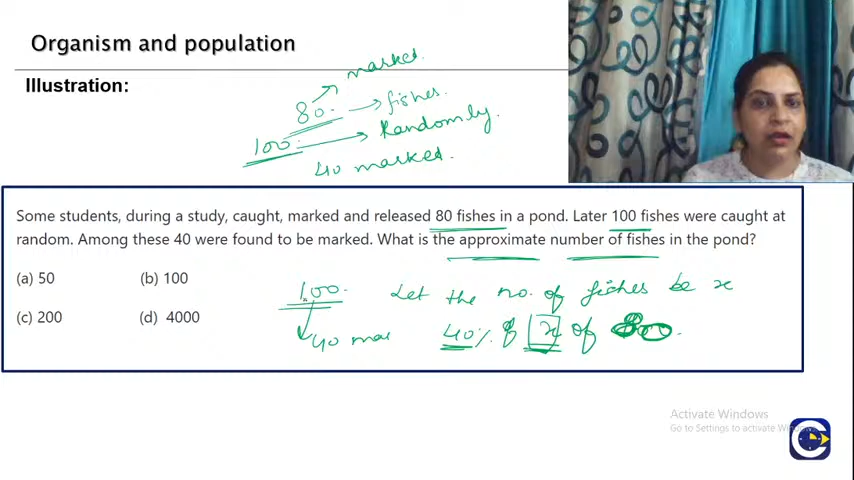 Organism and population
Illustration:
market.
80. → fishes.
100. → Randomly.
40 market.
Some students, during a study, caught, marked and released 80 fishes in a pond. Later 100 fishes were caught at
random. Among these 40 were found to be marked. What is the approximate number of fishes in the pond?
(a) 50 (b) 100
(c) 200 (d) 4000
100. Let the no. of fishes be x
40 mar 40% of x of
Activate Windows
Go to Settings to activate Windows.